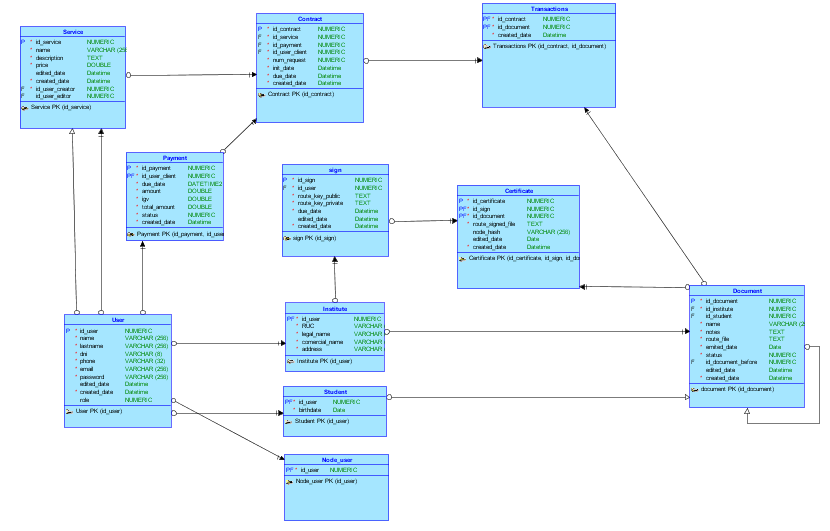 Service
P * id_service NUMERIC
* name VARCHAR (25
* description TEXT
* price DOUBLE
edited_date Datetime
* created_date Datetime
F * id_user_creator NUMERIC
F id_user_editor NUMERIC
Service PK (id_service)
Contract
P * id_contract NUMERIC
F * id_service NUMERIC
F * id_payment NUMERIC
F * id_user_client NUMERIC
* num_request NUMERIC
* init_date Datetime
* due_date Datetime
* created_date Datetime
Contract PK (id_contract)
Transactions
PF * id_contract NUMERIC
PF * id_document NUMERIC
* created_date Datetime
Transactions PK (id_contract, id_document)
Payment
P * id_payment NUMERIC
PF * id_user_client NUMERIC
* due_date DATETIME2
* amount DOUBLE
* igv DOUBLE
* total_amount DOUBLE
* status NUMERIC
* created_date Datetime
Payment PK (id_payment, id_use
sign
P * id_sign NUMERIC
F * id_user NUMERIC
* route_key_public TEXT
* route_key_private TEXT
* due_date Datetime
edited_date Datetime
* created_date Datetime
sign PK (id_sign)
Certificate
P * id_certificate NUMERIC
PF * id_sign NUMERIC
PF * id_document NUMERIC
* route_signed_file TEXT
node_hash VARCHAR (256)
edited_date Date
* created_date Datetime
Certificate PK (id_certificate, id_sign, id_do
User
P * id_user NUMERIC
* name VARCHAR (256)
* lastname VARCHAR (256)
* dni VARCHAR (8)
* phone VARCHAR (32)
* email VARCHAR (256)
* password VARCHAR (256)
edited_date Datetime
* created_date Datetime
role NUMERIC
User PK (id_user)
Institute
PF * id_user NUMERIC
* RUC VARCHAR
* legal_name VARCHAR
* comercial_name VARCHAR
* address VARCHAR
Institute PK (id_user)
Student
PF * id_user NUMERIC
* birthdate Date
Student PK (id_user)
Node_user
PF * id_user NUMERIC
Node_user PK (id_user)
Document
P * id_document NUMERIC
F * id_institute NUMERIC
F * id_student NUMERIC
* name VARCHAR (2
* notes TEXT
* route_file TEXT
* emited_date Date
* status NUMERIC
F id_document_before NUMERIC
edited_date Datetime
* created_date Datetime
document PK (id_document)